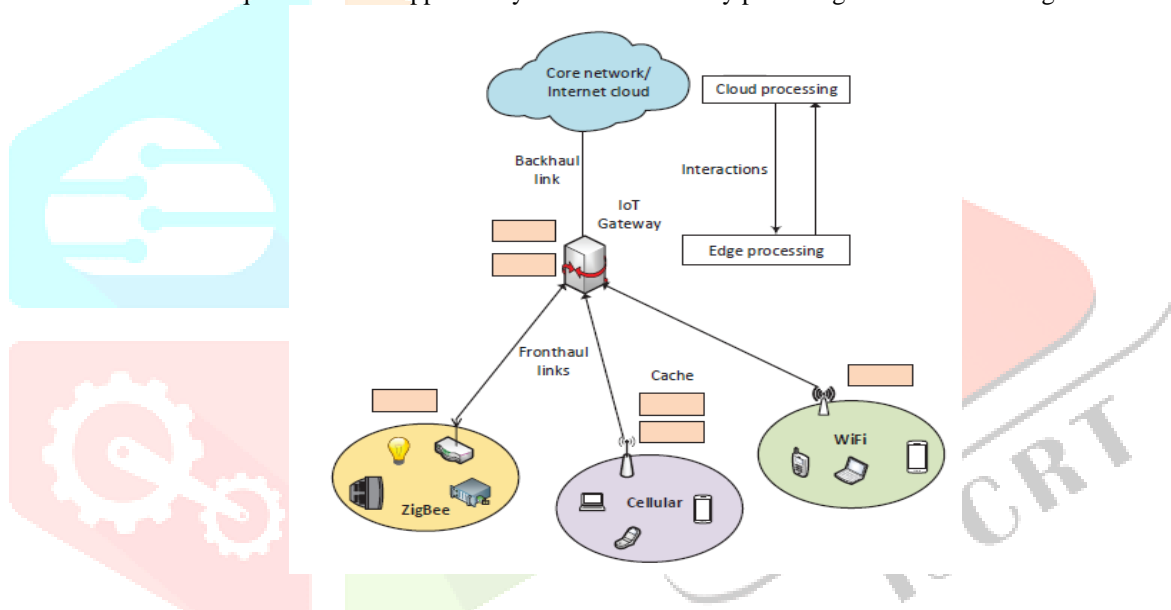 Core network/
Internet cloud
Cloud processing
Backhaul
link
Interactions
IoT
Gateway
Edge processing
Fronthaul
links
Cache
WiFi
Cellular
ZigBee
CRT